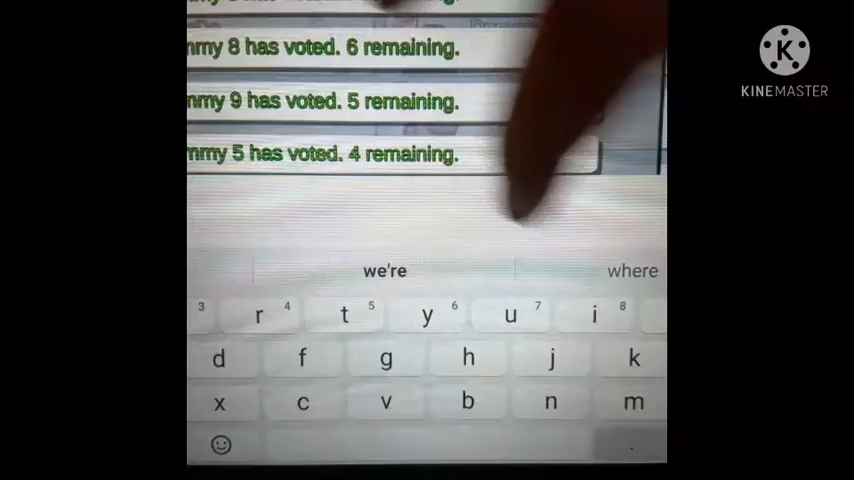 mmy 8 has voted. 6 remaining.
mmy 9 has voted. 5 remaining.
mmy 5 has voted. 4 remaining.
K
KINEMASTER
we're where
3 r 4 t 5 y 6 u 7 i 8
d f g h j k
x c v b n m
.